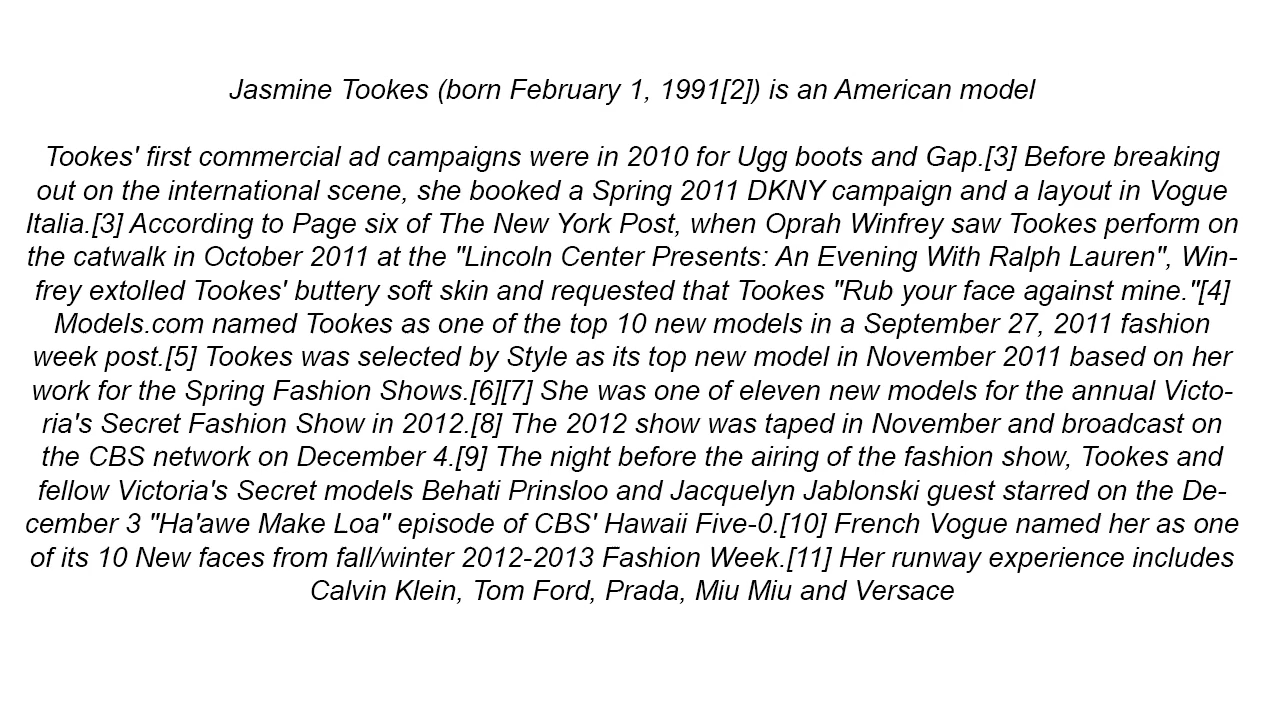 Jasmine Tookes (born February 1, 1991[2]) is an American model
Tookes' first commercial ad campaigns were in 2010 for Ugg boots and Gap.[3] Before breaking
out on the international scene, she booked a Spring 2011 DKNY campaign and a layout in Vogue
Italia.[3] According to Page six of The New York Post, when Oprah Winfrey saw Tookes perform on
the catwalk in October 2011 at the "Lincoln Center Presents: An Evening With Ralph Lauren", Win-
frey extolled Tookes' buttery soft skin and requested that Tookes "Rub your face against mine."[4]
Models.com named Tookes as one of the top 10 new models in a September 27, 2011 fashion
week post.[5] Tookes was selected by Style as its top new model in November 2011 based on her
work for the Spring Fashion Shows.[6][7] She was one of eleven new models for the annual Victo-
ria's Secret Fashion Show in 2012.[8] The 2012 show was taped in November and broadcast on
the CBS network on December 4.[9] The night before the airing of the fashion show, Tookes and
fellow Victoria's Secret models Behati Prinsloo and Jacquelyn Jablonski guest starred on the De-
cember 3 "Ha'awe Make Loa" episode of CBS' Hawaii Five-0.[10] French Vogue named her as one
of its 10 New faces from fall/winter 2012-2013 Fashion Week.[11] Her runway experience includes
Calvin Klein, Tom Ford, Prada, Miu Miu and Versace